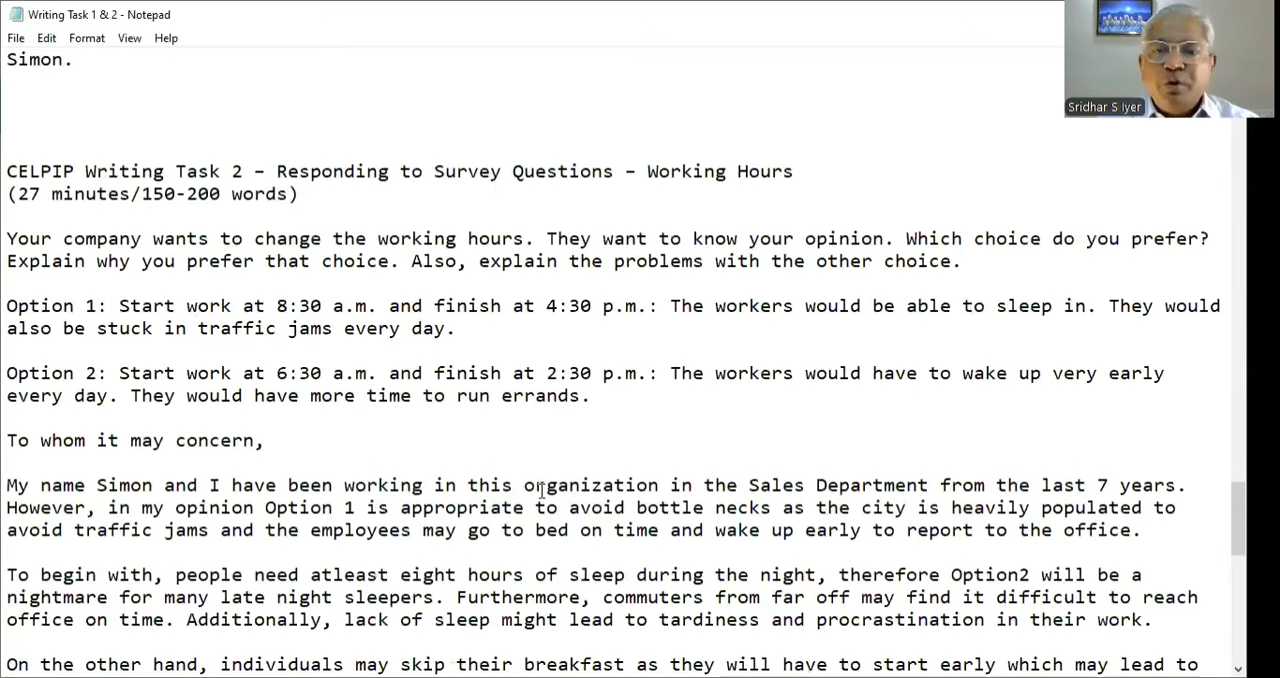 Writing Task 1 & 2 - Notepad
File Edit Format View Help
Simon.
Sridhar S Iyer
CELPIP Writing Task 2 – Responding to Survey Questions – Working Hours
(27 minutes/150-200 words)
Your company wants to change the working hours. They want to know your opinion. Which choice do you prefer?
Explain why you prefer that choice. Also, explain the problems with the other choice.
Option 1: Start work at 8:30 a.m. and finish at 4:30 p.m.: The workers would be able to sleep in. They would
also be stuck in traffic jams every day.
Option 2: Start work at 6:30 a.m. and finish at 2:30 p.m.: The workers would have to wake up very early
every day. They would have more time to run errands.
To whom it may concern,
My name Simon and I have been working in this organization in the Sales Department from the last 7 years.
However, in my opinion Option 1 is appropriate to avoid bottle necks as the city is heavily populated to
avoid traffic jams and the employees may go to bed on time and wake up early to report to the office.
To begin with, people need atleast eight hours of sleep during the night, therefore Option2 will be a
nightmare for many late night sleepers. Furthermore, commuters from far off may find it difficult to reach
office on time. Additionally, lack of sleep might lead to tardiness and procrastination in their work.
On the other hand, individuals may skip their breakfast as they will have to start early which may lead to